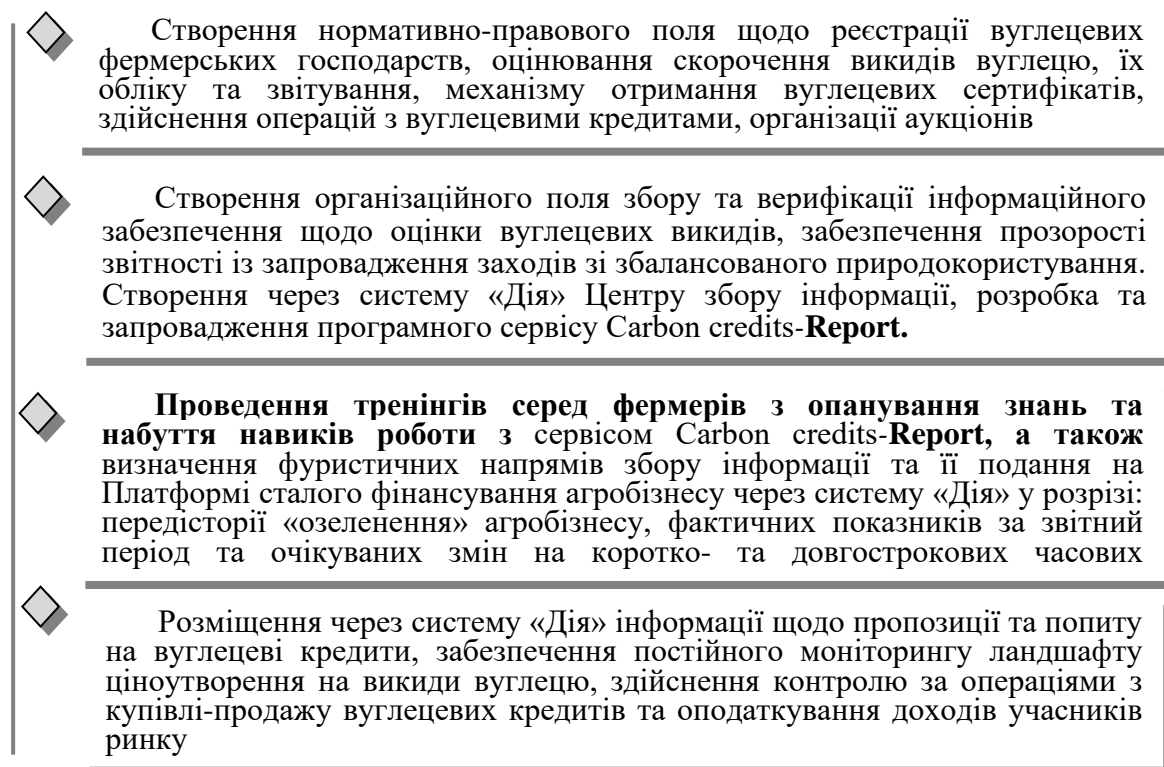 Створення нормативно-правового поля щодо реєстрації вуглецевих
фермерських господарств, оцінювання скорочення викидів вуглецю, їх
обліку та звітування, механізму отримання вуглецевих сертифікатів,
здійснення операцій з вуглецевими кредитами, організації аукціонів
Створення організаційного поля збору та верифікації інформаційного
забезпечення щодо оцінки вуглецевих викидів, забезпечення прозорості
звітності із запровадження заходів зі збалансованого природокористування.
Створення через систему «Дія» Центру збору інформації, розробка та
запровадження програмного сервісу Carbon credits-Report.
Проведення тренінгів серед фермерів з опанування знань та
набуття навиків роботи з сервісом Carbon credits-Report, а також
визначення фуристичних напрямів збору інформації та її подання на
Платформі сталого фінансування агробізнесу через систему «Дія» у розрізі:
передісторії «озеленення» агробізнесу, фактичних показників за звітний
період та очікуваних змін на коротко- та довгострокових часових
Розміщення через систему «Дія» інформації щодо пропозиції та попиту
на вуглецеві кредити, забезпечення постійного моніторингу ландшафту
ціноутворення на викиди вуглецю, здійснення контролю за операціями з
купівлі-продажу вуглецевих кредитів та оподаткування доходів учасників
ринку